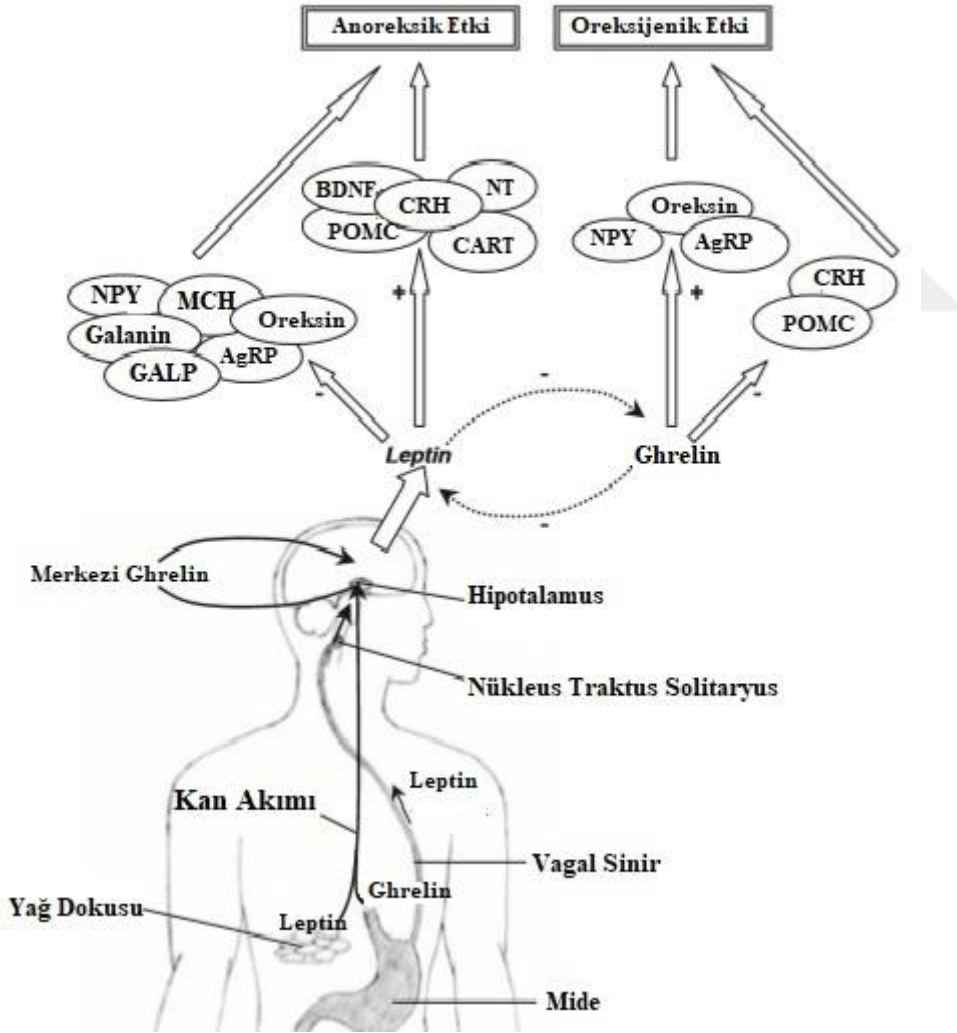 Anoreksik Etki
Oreksijenik Etki
BDNF
CRH
NT
POMC
CART
Oreksin
NPY
AgRP
CRH
POMC
NPY
MCH
Oreksin
Galanin
AgRP
GALP
+
+
-
-
-
-
Leptin
Ghrelin
Merkezi Ghrelin
Hipotalamus
Nükleus Traktus Solitaryus
Leptin
Kan Akımı
Vagal Sinir
Ghrelin
Yağ Dokusu
Leptin
Mide